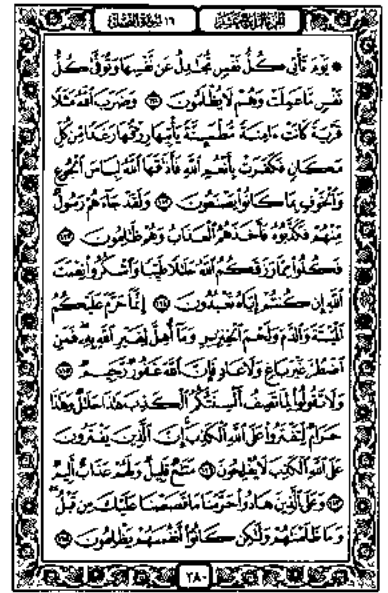 الجزء الرابع عشر
١٦ سورة النحل
۞ يَوْمَ تَأْتِي كُلُّ نَفْسٍ تُجَادِلُ عَن نَّفْسِهَا وَتُوَفَّىٰ كُلُّ
نَفْسٍ مَّا عَمِلَتْ وَهُمْ لَا يُظْلَمُونَ ﴿١١١﴾ وَضَرَبَ اللَّهُ مَثَلًا
قَرْيَةً كَانَتْ ءَامِنَةً مُّطْمَئِنَّةً يَأْتِيهَا رِزْقُهَا رَغَدًا مِّن كُلِّ
مَكَانٍ فَكَفَرَتْ بِأَنْعُمِ اللَّهِ فَأَذَاقَهَا اللَّهُ لِبَاسَ الْجُوعِ
وَالْخَوْفِ بِمَا كَانُوا يَصْنَعُونَ ﴿١١٢﴾ وَلَقَدْ جَاءَهُمْ رَسُولٌ
مِّنْهُمْ فَكَذَّبُوهُ فَأَخَذَهُمُ الْعَذَابُ وَهُمْ ظَالِمُونَ ﴿١١٣﴾
فَكُلُوا مِمَّا رَزَقَكُمُ اللَّهُ حَلَالًا طَيِّبًا وَاشْكُرُوا نِعْمَتَ
اللَّهِ إِن كُنتُمْ إِيَّاهُ تَعْبُدُونَ ﴿١١٤﴾ إِنَّمَا حَرَّمَ عَلَيْكُمُ
الْمَيْتَةَ وَالدَّمَ وَلَحْمَ الْخِنزِيرِ وَمَا أُهِلَّ لِغَيْرِ اللَّهِ بِهِ فَمَنِ
اضْطُرَّ غَيْرَ بَاغٍ وَلَا عَادٍ فَإِنَّ اللَّهَ غَفُورٌ رَّحِيمٌ ﴿١١٥﴾
وَلَا تَقُولُوا لِمَا تَصِفُ أَلْسِنَتُكُمُ الْكَذِبَ هَٰذَا حَلَالٌ وَهَٰذَا
حَرَامٌ لِّتَفْتَرُوا عَلَى اللَّهِ الْكَذِبَ إِنَّ الَّذِينَ يَفْتَرُونَ
عَلَى اللَّهِ الْكَذِبَ لَا يُفْلِحُونَ ﴿١١٦﴾ مَتَاعٌ قَلِيلٌ وَلَهُمْ عَذَابٌ أَلِيمٌ
﴿١١٧﴾ وَعَلَى الَّذِينَ هَادُوا حَرَّمْنَا مَا قَصَصْنَا عَلَيْكَ مِن قَبْلُ
وَمَا ظَلَمْنَاهُمْ وَلَٰكِن كَانُوا أَنفُسَهُمْ يَظْلِمُونَ ﴿١١٨﴾
٢٨٠